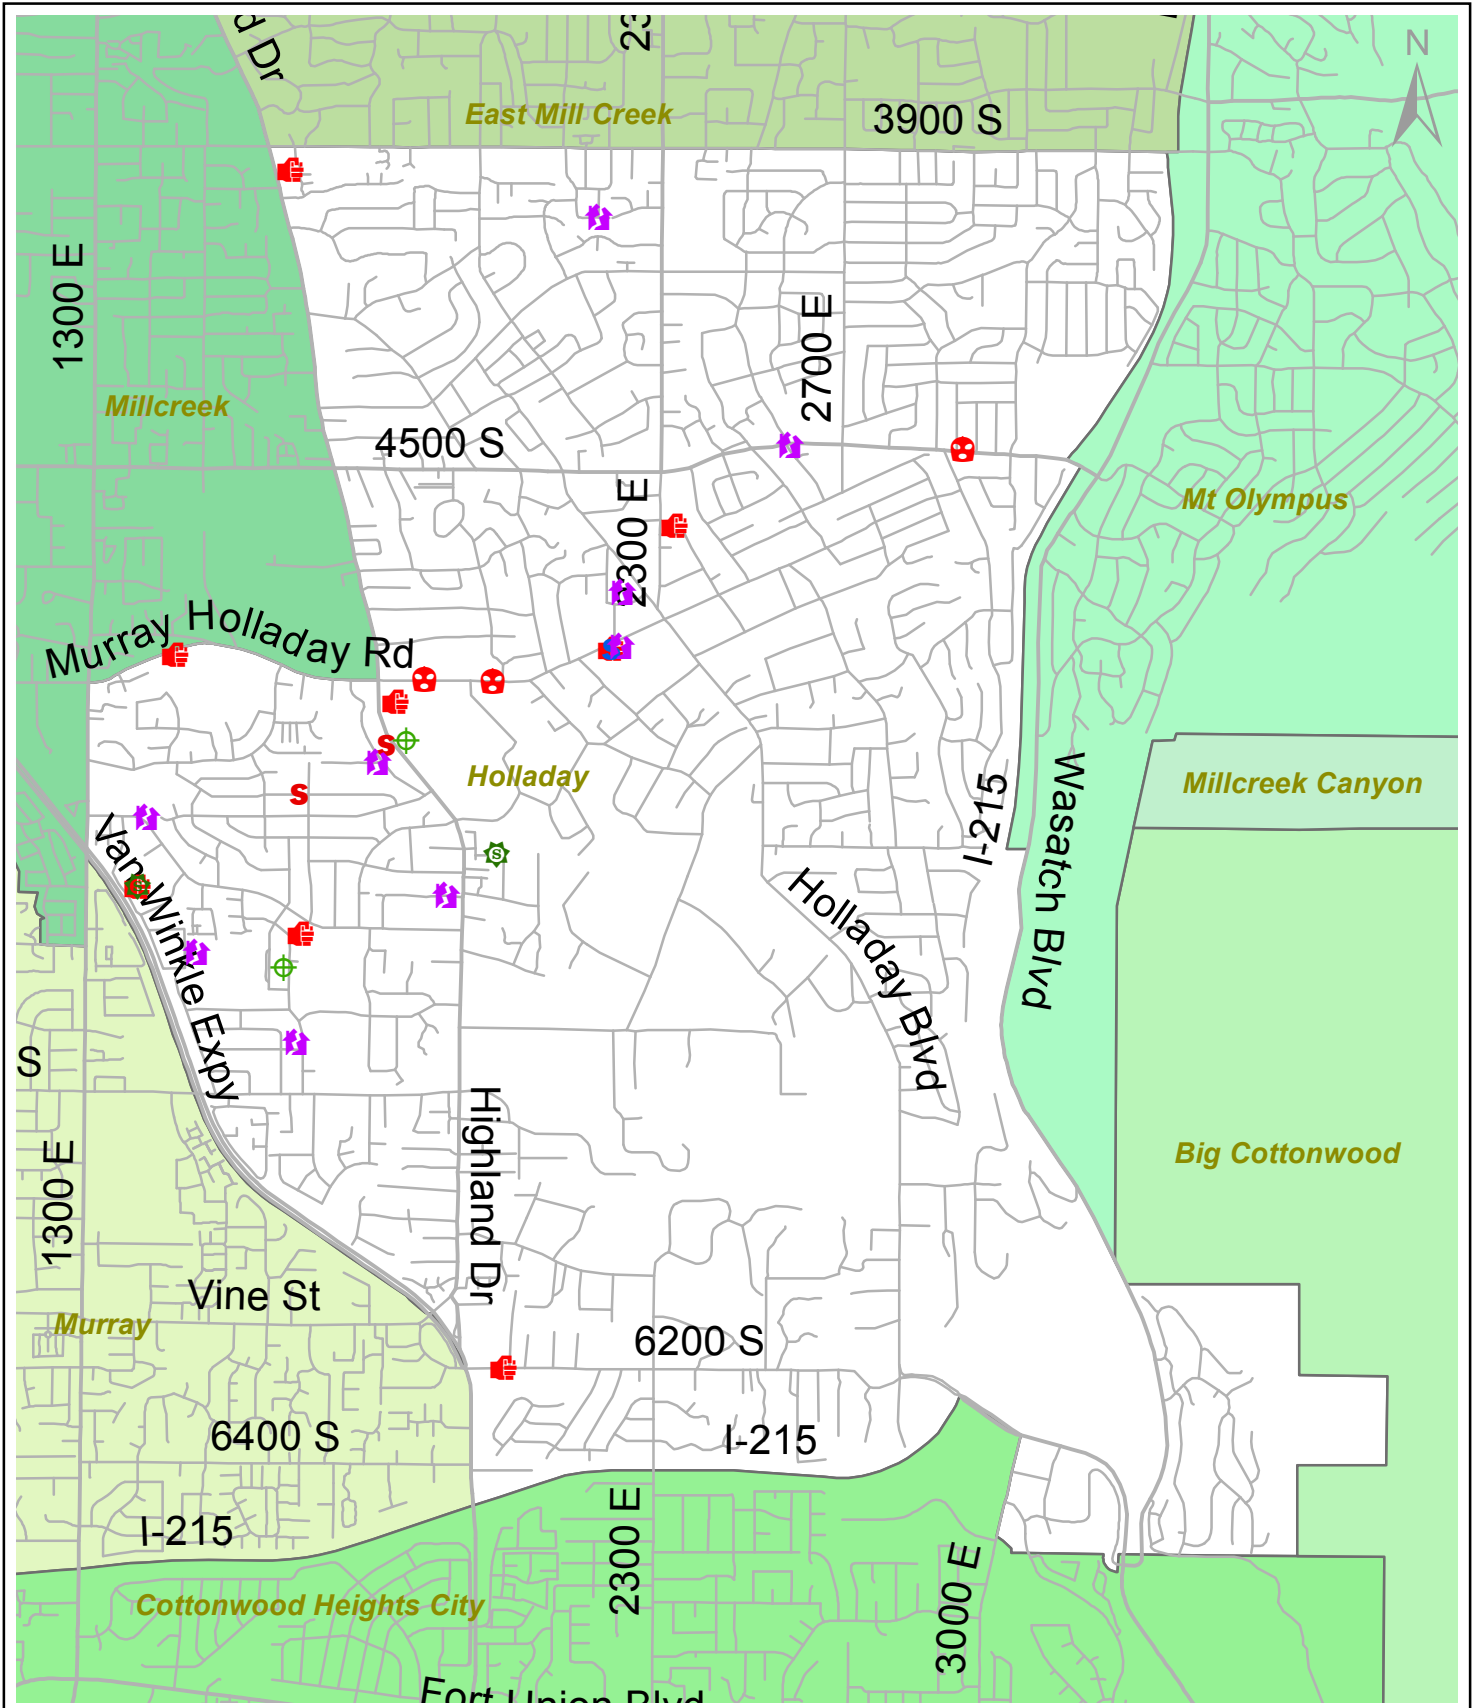 d Dr
23
N
East Mill Creek
3900 S
1300 E
2700 E
Millcreek
4500 S
2300 E
Mt Olympus
Murray Holladay Rd
S
Holladay
Millcreek Canyon
I-215
Wasatch Blvd
S
Van Winkle Expy
S
Holladay Blvd
S
Highland Dr
1300 E
Big Cottonwood
Vine St
Murray
6200 S
6400 S
I-215
I-215
2300 E
3000 E
Cottonwood Heights City
Fort Union Blvd